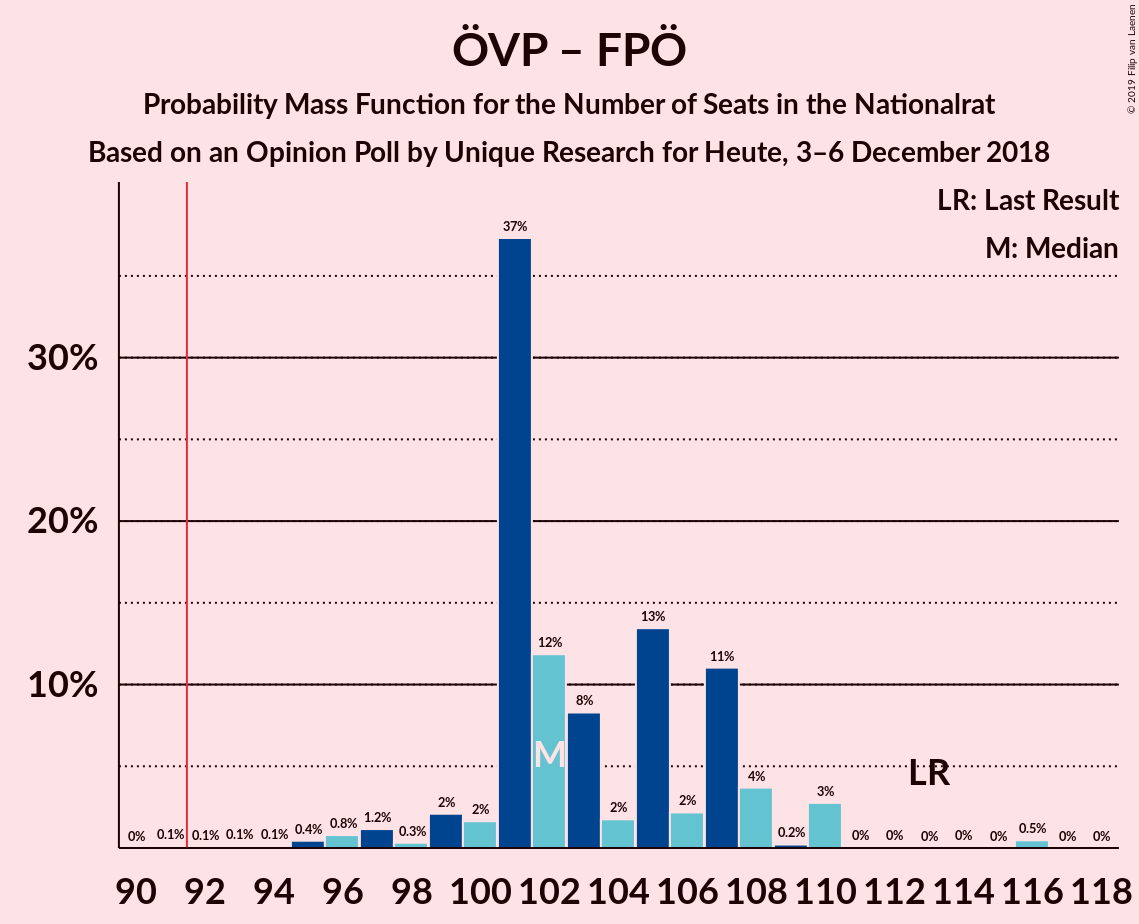 ÖVP – FPÖ
Probability Mass Function for the Number of Seats in the Nationalrat
Based on an Opinion Poll by Unique Research for Heute, 3–6 December 2018
© 2019 Filip van Laenen
LR: Last Result
M: Median
30%
20%
10%
0% 0.1% 0.1% 0.1% 0.1% 0.4% 0.8% 1.2% 0.3% 2% 2% 37% 12% 8% 2% 13% 2% 11% 4% 0.2% 3% 0% 0% 0% 0% 0% 0.5% 0% 0%
M
LR
90 92 94 96 98 100 102 104 106 108 110 112 114 116 118